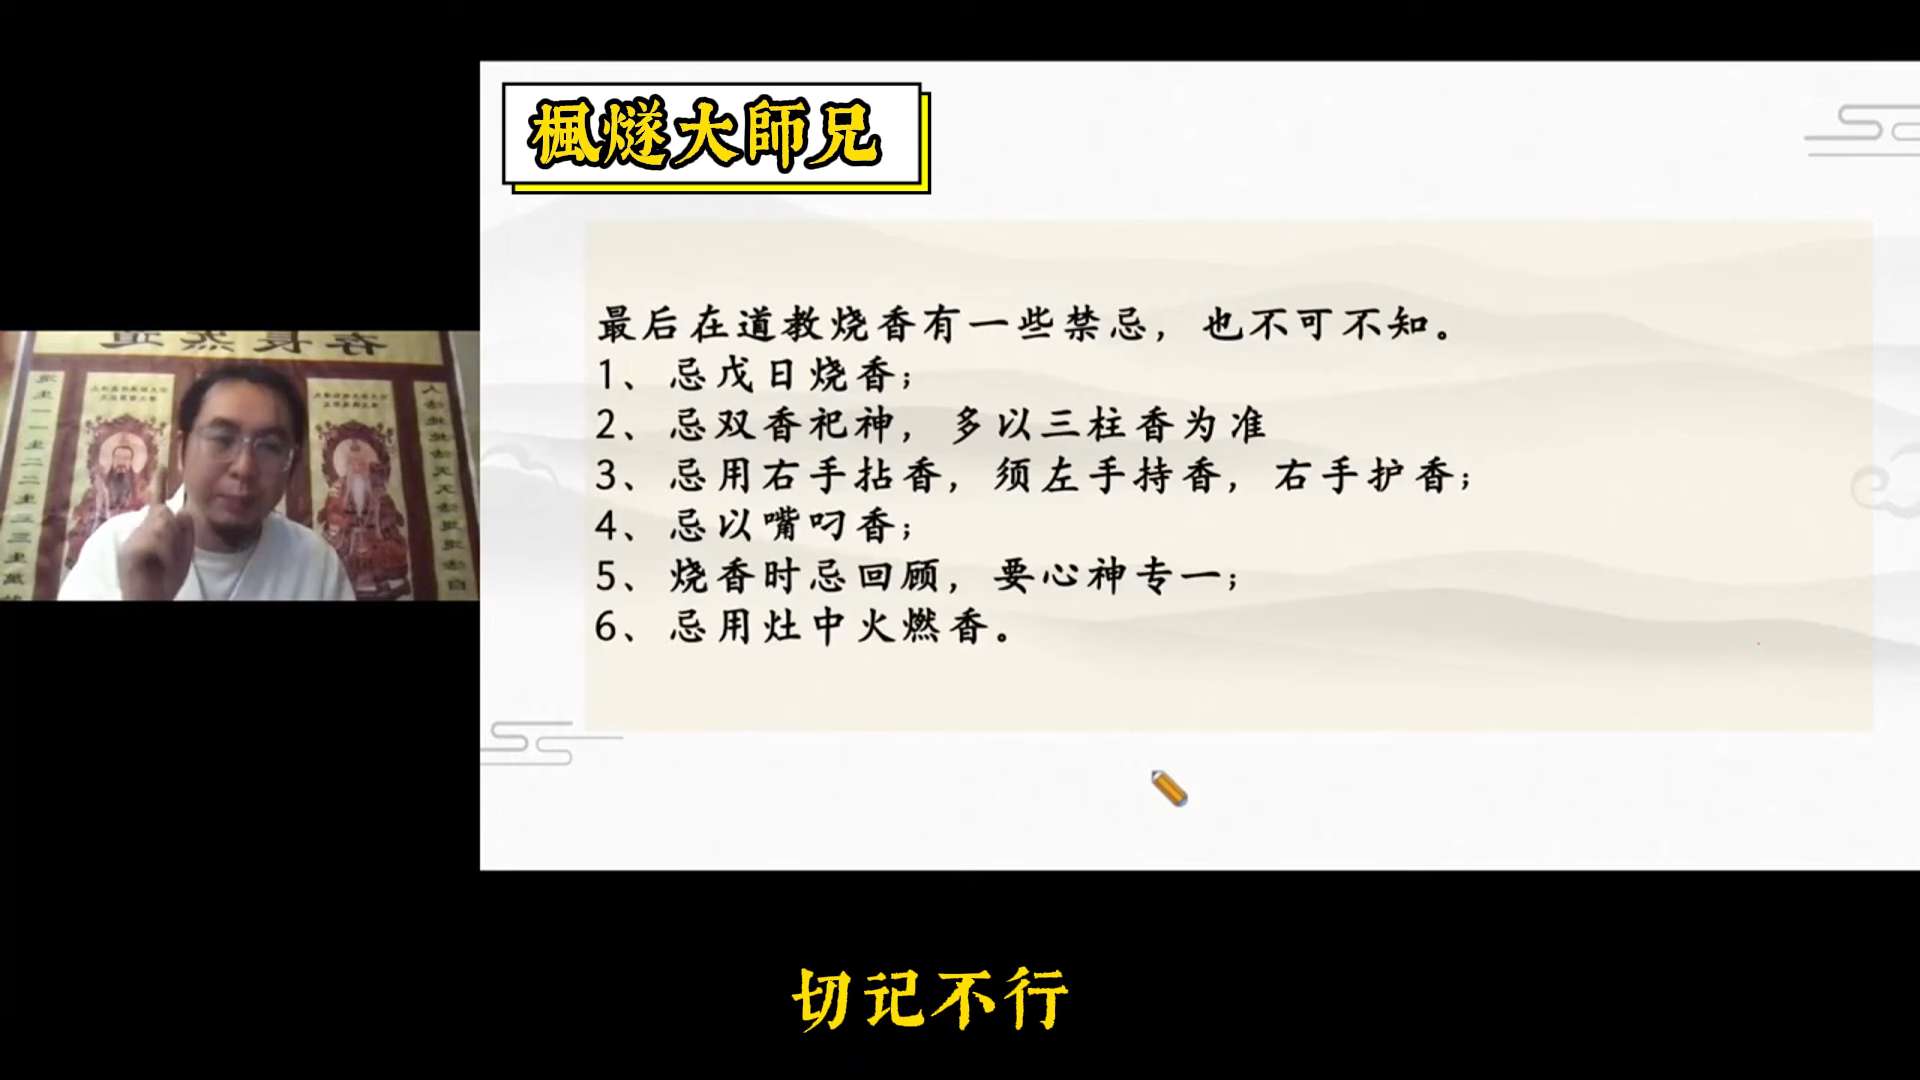 楓燧大師兄
最后在道教烧香有一些禁忌，也不可不知。
1、忌戊日烧香；
2、忌双香祀神，多以三柱香为准
3、忌用右手拈香，须左手持香，右手护香；
4、忌以嘴叼香；
5、烧香时忌回顾，要心神专一；
6、忌用灶中火燃香。
切记不行